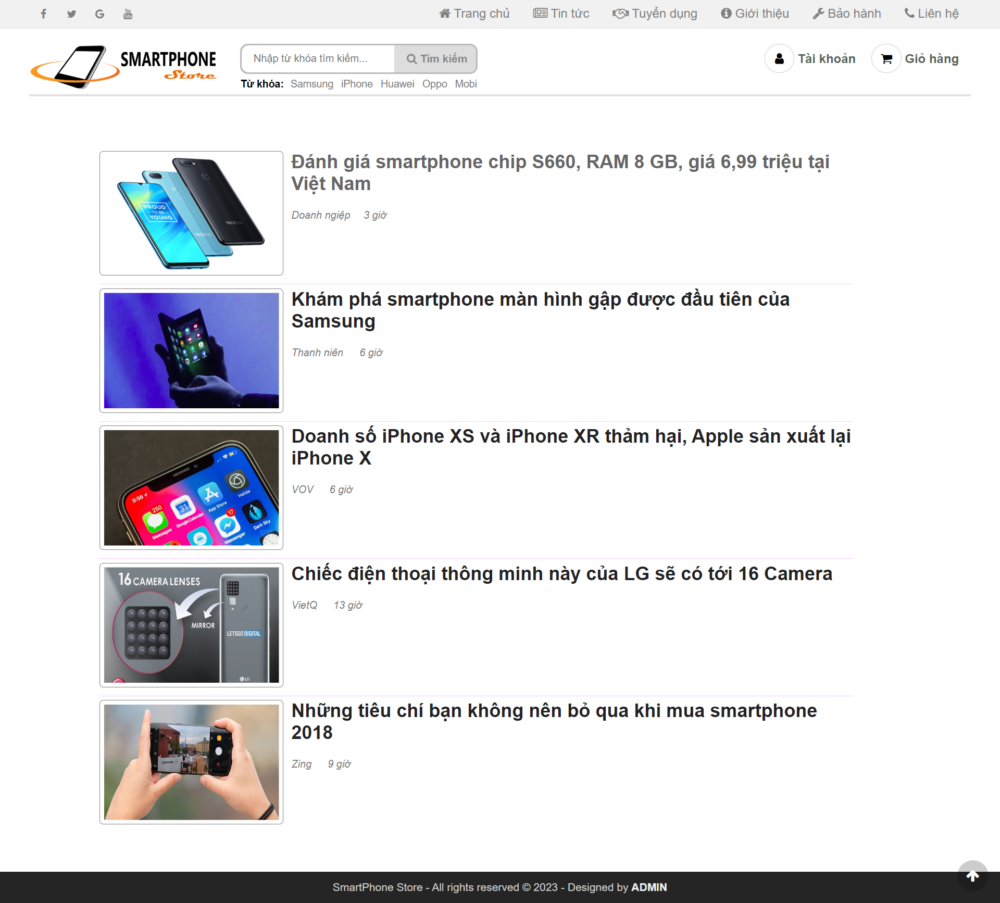 Trang chủ Tin tức Tuyển dụng Giới thiệu Bảo hành Liên hệ
SMARTPHONE
Store
Nhập từ khóa tìm kiếm... Tìm kiếm
Tài khoản Giỏ hàng
Từ khóa: Samsung iPhone Huawei Oppo Mobi
Đánh giá smartphone chip S660, RAM 8 GB, giá 6,99 triệu tại
Việt Nam
Doanh ngiệp 3 giờ
PROUD
TO BE
YOUNG
realme
realme
Khám phá smartphone màn hình gập được đầu tiên của
Samsung
Thanh niên 6 giờ
Doanh số iPhone XS và iPhone XR thảm hại, Apple sản xuất lại
iPhone X
VOV 6 giờ
3:56
250
Messages
31
Google Calendar
App Store
Halide
17
Messenger
Dark Sky
Chiếc điện thoại thông minh này của LG sẽ có tới 16 Camera
VietQ 13 giờ
16 CAMERA LENSES
MIRROR
LETSGO DIGITAL
LG
Những tiêu chí bạn không nên bỏ qua khi mua smartphone
2018
Zing 9 giờ
SAMSUNG
SmartPhone Store - All rights reserved © 2023 - Designed by ADMIN